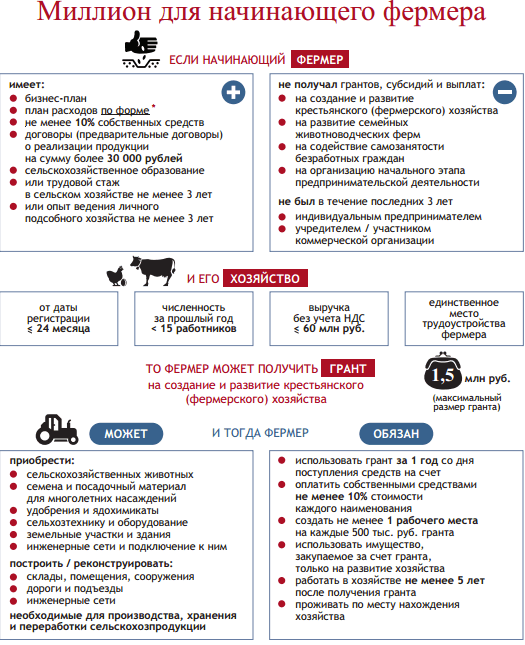 Миллион для начинающего фермера
ЕСЛИ НАЧИНАЮЩИЙ ФЕРМЕР
имеет:
бизнес-план
план расходов по форме*
не менее 10% собственных средств
договоры (предварительные договоры)
о реализации продукции
на сумму более 30 000 рублей
сельскохозяйственное образование
или трудовой стаж
в сельском хозяйстве не менее 3 лет
или опыт ведения личного
подсобного хозяйства не менее 3 лет
не получал грантов, субсидий и выплат:
на создание и развитие
крестьянского (фермерского) хозяйства
на развитие семейных
животноводческих ферм
на содействие самозанятости
безработных граждан
на организацию начального этапа
предпринимательской деятельности
не был в течение последних 3 лет
индивидуальным предпринимателем
учредителем / участником
коммерческой организации
И ЕГО ХОЗЯЙСТВО
от даты
регистрации
≤ 24 месяца
численность
за прошлый год
< 15 работников
выручка
без учета НДС
≤ 60 млн руб.
единственное
место
трудоустройства
фермера
ТО ФЕРМЕР МОЖЕТ ПОЛУЧИТЬ ГРАНТ
на создание и развитие крестьянского
(фермерского) хозяйства
1,5 млн руб.
(максимальный
размер гранта)
МОЖЕТ И ТОГДА ФЕРМЕР ОБЯЗАН
приобрести:
сельскохозяйственных животных
семена и посадочный материал
для многолетних насаждений
удобрения и ядохимикаты
сельхозтехнику и оборудование
земельные участки и здания
инженерные сети и подключение к ним
построить / реконструировать:
склады, помещения, сооружения
дороги и подъезды
инженерные сети
необходимые для производства, хранения
и переработки сельскохозпродукции
использовать грант за 1 год со дня
поступления средств на счет
оплатить собственными средствами
не менее 10% стоимости
каждого наименования
создать не менее 1 рабочего места
на каждые 500 тыс. руб. гранта
использовать имущество,
закупаемое за счет гранта,
только на развитие хозяйства
работать в хозяйстве не менее 5 лет
после получения гранта
проживать по месту нахождения
хозяйства